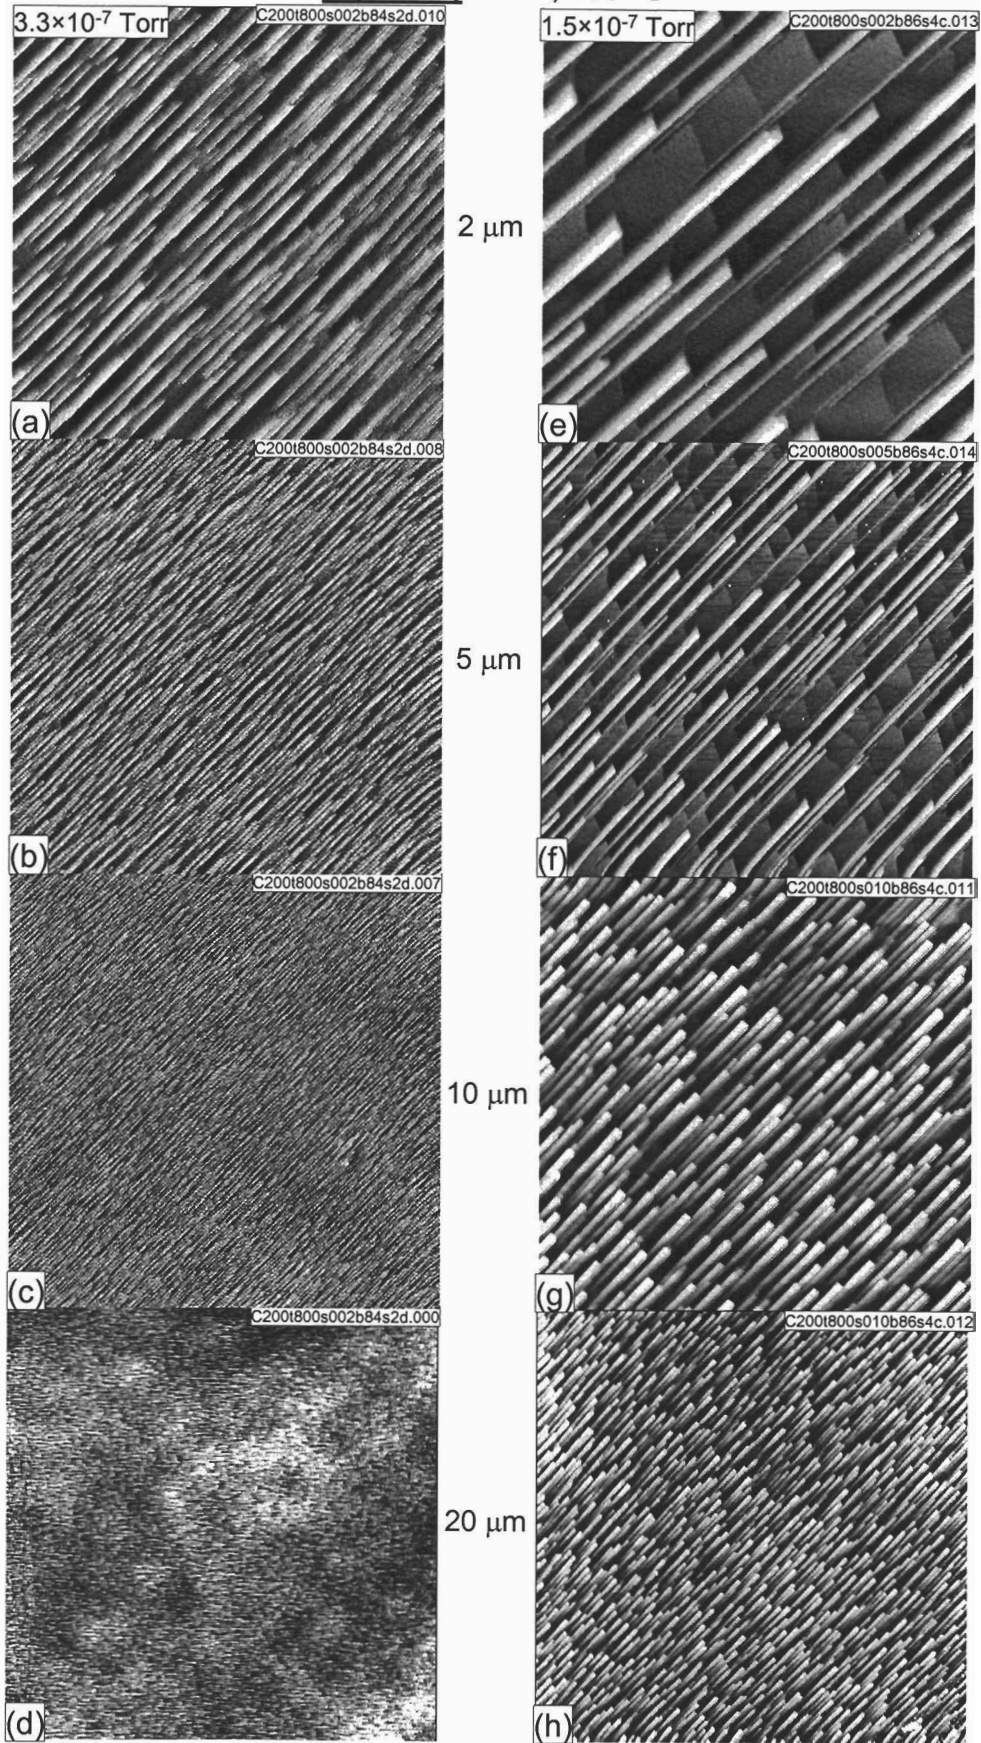 3.3×10⁻⁷ Torr
C200t800s002b84s2d.010
(a)
2 μm
1.5×10⁻⁷ Torr
C200t800s002b86s4c.013
(e)
C200t800s002b84s2d.008
(b)
5 μm
C200t800s005b86s4c.014
(f)
C200t800s002b84s2d.007
(c)
10 μm
C200t800s010b86s4c.011
(g)
C200t800s002b84s2d.000
(d)
20 μm
C200t800s010b86s4c.012
(h)